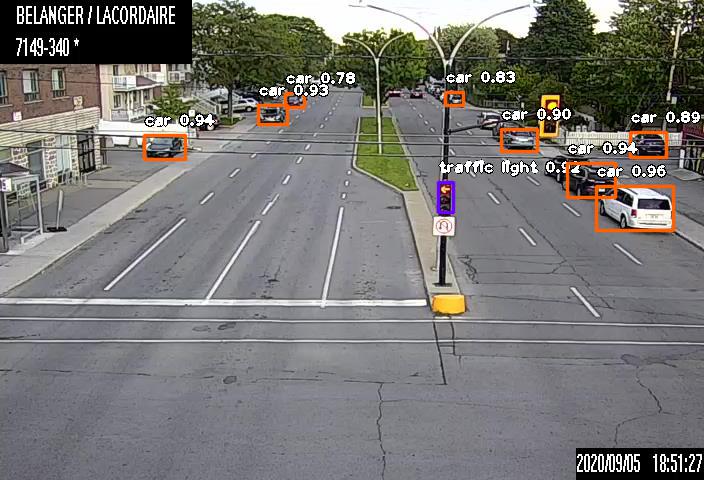 BELANGER / LACORDAIRE
7149-340 *
car 0.78
car 0.93
car 0.83
car 0.94
car 0.90
car 0.89
car 0.94
traffic light 0.92
car 0.96
2020/09/05 18:51:27